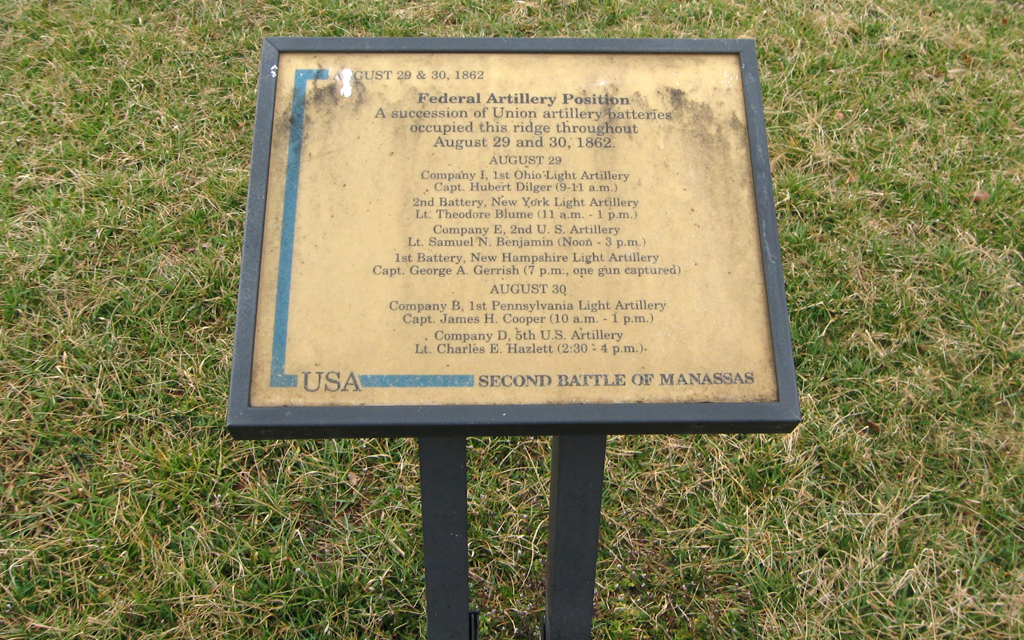 AUGUST 29 & 30, 1862
Federal Artillery Position
A succession of Union artillery batteries
occupied this ridge throughout
August 29 and 30, 1862.
AUGUST 29
Company I, 1st Ohio Light Artillery
Capt. Hubert Dilger (9-11 a.m.)
2nd Battery, New York Light Artillery
Lt. Theodore Blume (11 a.m. - 1 p.m.)
Company E, 2nd U. S. Artillery
Lt. Samuel N. Benjamin (Noon - 3 p.m.)
1st Battery, New Hampshire Light Artillery
Capt. George A. Gerrish (7 p.m., one gun captured)
AUGUST 30
Company B, 1st Pennsylvania Light Artillery
Capt. James H. Cooper (10 a.m. - 1 p.m.)
Company D, 5th U.S. Artillery
Lt. Charles E. Hazlett (2:30 - 4 p.m.)
USA SECOND BATTLE OF MANASSAS